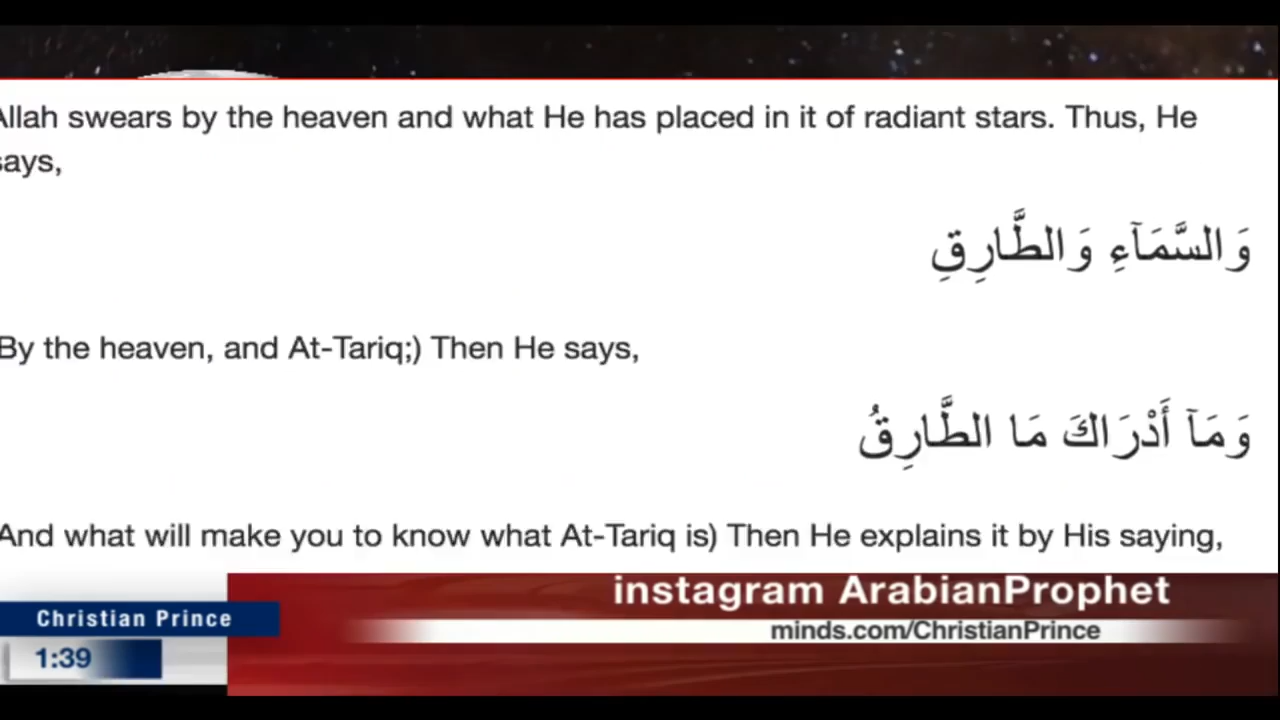 Allah swears by the heaven and what He has placed in it of radiant stars. Thus, He
says,
وَالسَّمَآءِ وَالطَّارِقِ
By the heaven, and At-Tariq;) Then He says,
وَمَآ أَدْرَاكَ مَا الطَّارِقُ
And what will make you to know what At-Tariq is) Then He explains it by His saying,
instagram ArabianProphet
Christian Prince
minds.com/ChristianPrince
1:39